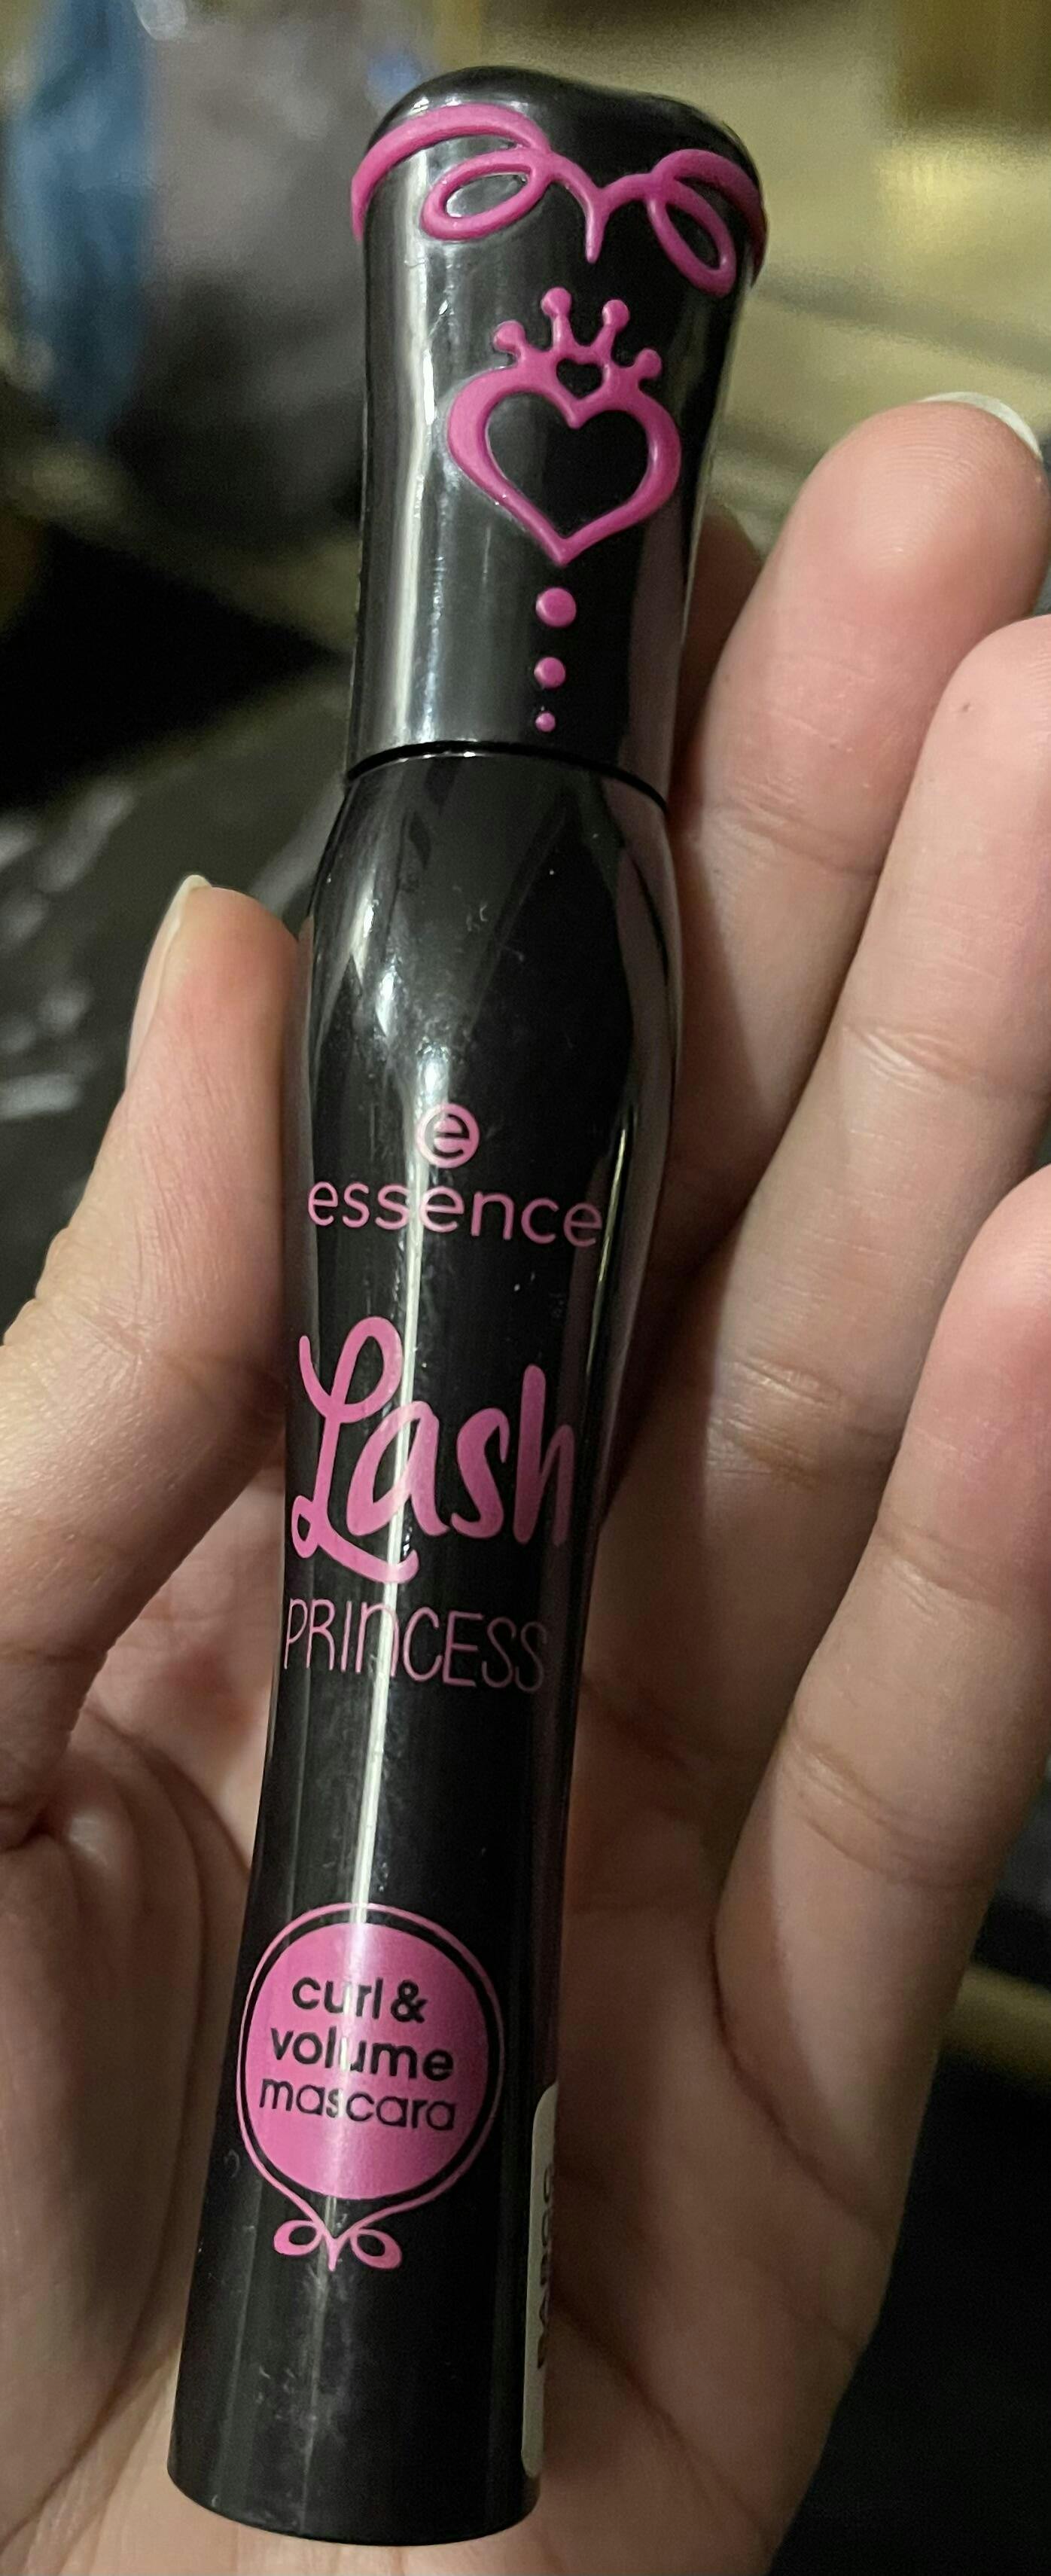 e
essence
Lash
PRINCESS
curl &
volume
mascara